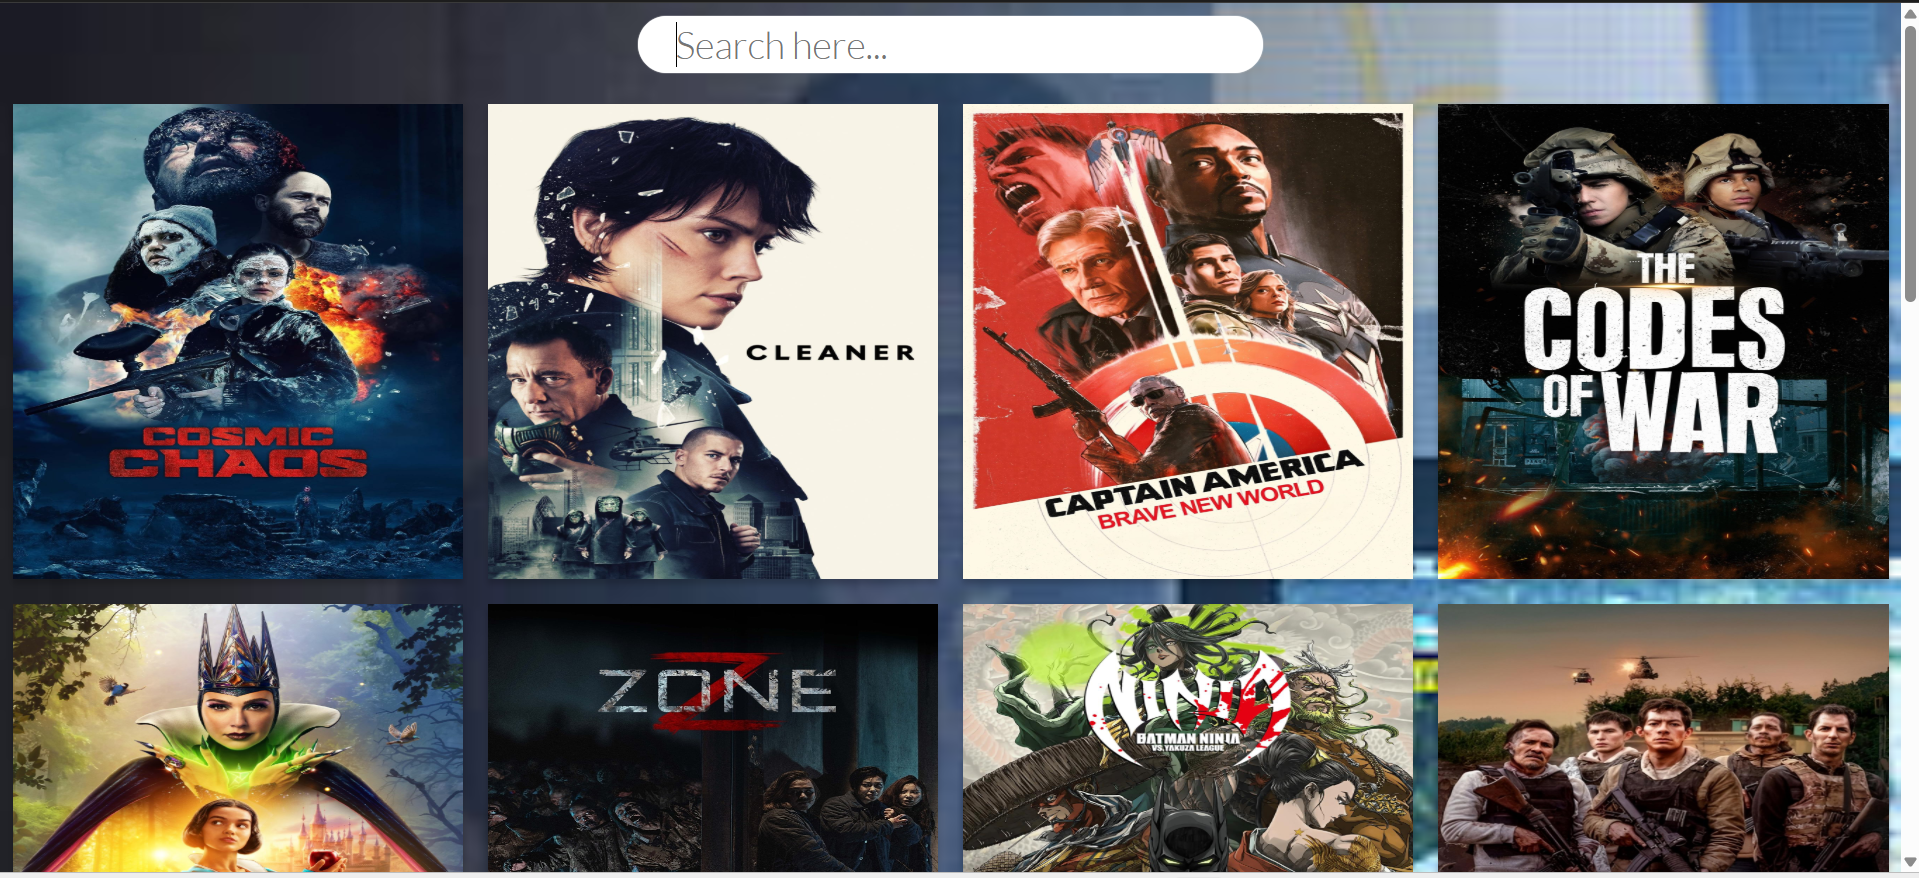 Search here...
COSMIC
CHAOS
CLEANER
CAPTAIN AMERICA
BRAVE NEW WORLD
THE
CODES
OF WAR
Z ONE
NINJA
BATMAN NINJA
VS. YAKUZA LEAGUE